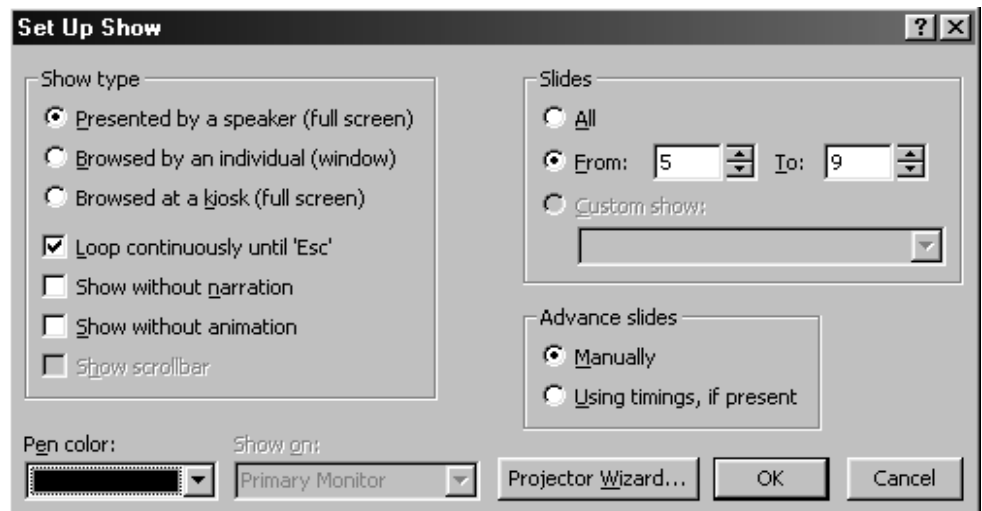 Set Up Show
Show type
Presented by a speaker (full screen)
Browsed by an individual (window)
Browsed at a kiosk (full screen)
Loop continuously until 'Esc'
Show without narration
Show without animation
Show scrollbar
Slides
All
From: 5 To: 9
Custom show:
Advance slides
Manually
Using timings, if present
Pen color: Show on:
Primary Monitor Projector Wizard... OK Cancel